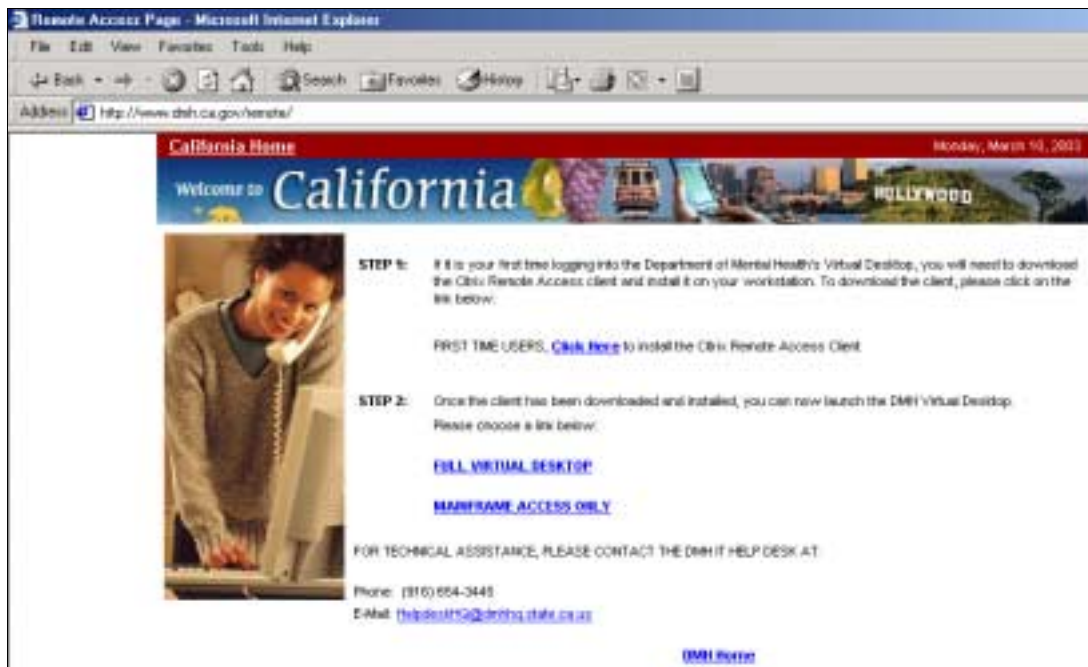 Remote Access Page - Microsoft Internet Explorer
File Edit View Favorites Tools Help
Back Search Favorites History
Address http://www.dmh.ca.gov/remote/
California Home Monday, March 10, 2003
Welcome to California HOLLYWOOD
STEP 1: If it is your first time logging into the Department of Mental Health's Virtual Desktop, you will need to download
the Citrix Remote Access client and install it on your workstation. To download the client, please click on the
link below:
FIRST TIME USERS, Click Here to install the Citrix Remote Access Client
STEP 2: Once the client has been downloaded and installed, you can now launch the DMH Virtual Desktop.
Please choose a link below:
FULL VIRTUAL DESKTOP
MAINFRAME ACCESS ONLY
FOR TECHNICAL ASSISTANCE, PLEASE CONTACT THE DMH IT HELP DESK AT:
Phone: (916) 654-3445
E-Mail: HelpdeskHQ@dmhhq.state.ca.us
DMH Home